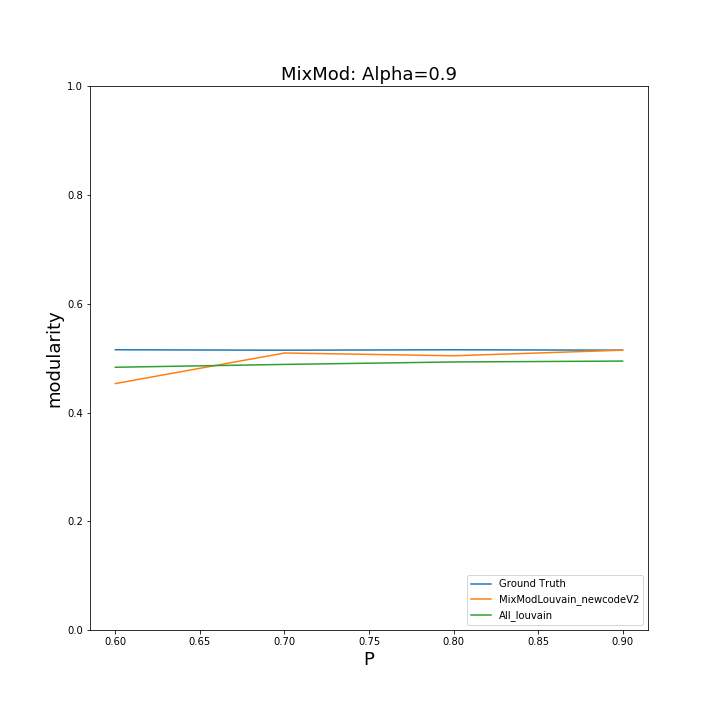 MixMod: Alpha=0.9
modularity
1.0
0.8
0.6
0.4
0.2
0.0
0.60 0.65 0.70 0.75 0.80 0.85 0.90
P
Ground Truth
MixModLouvain_newcodeV2
All_louvain